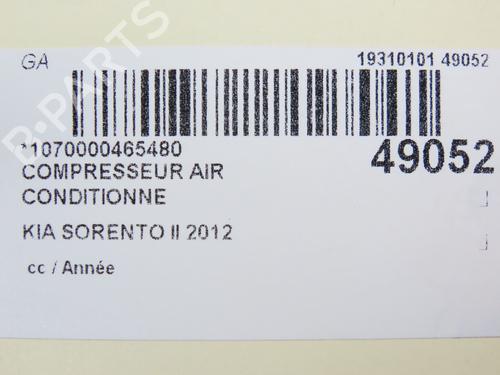 GA
19310101 49052
*1070000465480
49052
COMPRESSEUR AIR
CONDITIONNE
KIA SORENTO II 2012
cc / Année
B-PARTS